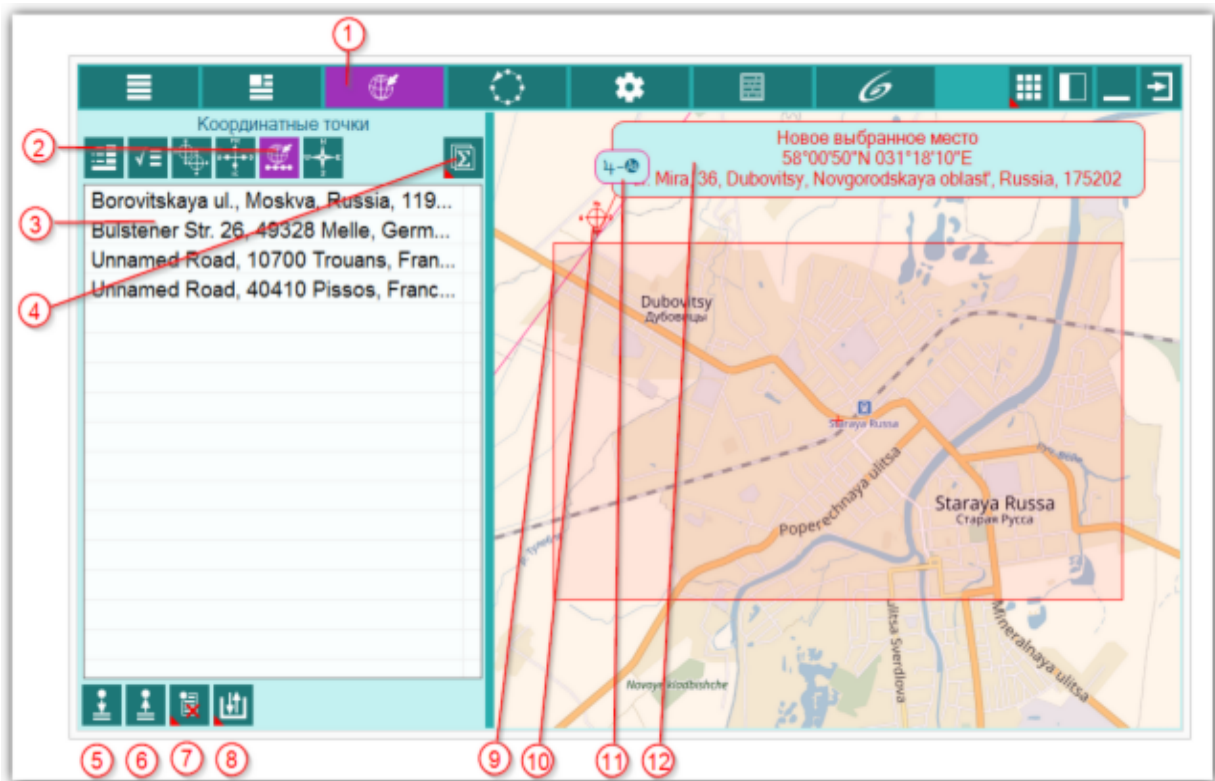 1
Координатные точки
2
Новое выбранное место
58°00'50"N 031°18'10"E
Mira, 36, Dubovitsy, Novgorodskaya oblast', Russia, 175202
3
Borovitskaya ul., Moskva, Russia, 119...
Bulstener Str. 26, 49328 Melle, Germ...
Unnamed Road, 10700 Trouans, Fran...
Unnamed Road, 40410 Pissos, Franc...
4
Dubovitsy
Дубовицы
Staraya Russa
Poperechnaya ulitsa
Staraya Russa
Старая Русса
Ulitsa Sverdlova
Mineralnaya ulitsa
Novaye kladbishche
5 6 7 8 9 10 11 12